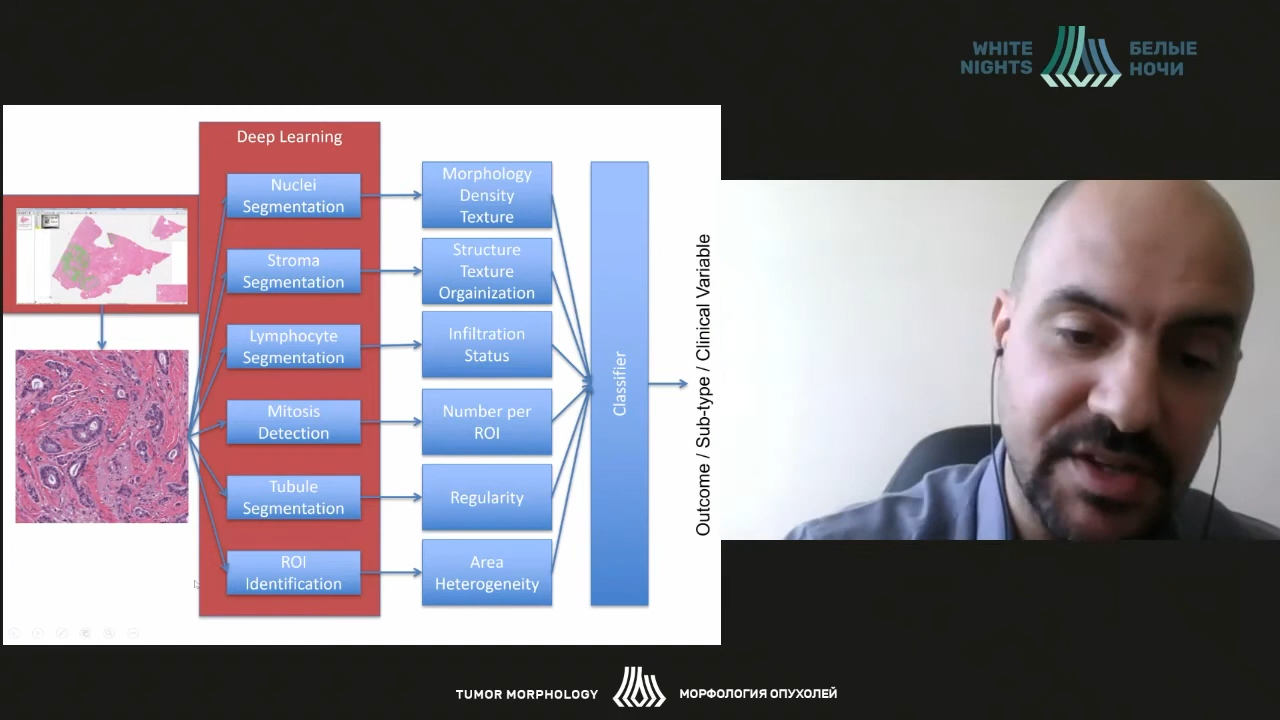 WHITE
NIGHTS
БЕЛЫЕ
НОЧИ
Deep Learning
Nuclei
Segmentation
Stroma
Segmentation
Lymphocyte
Segmentation
Mitosis
Detection
Tubule
Segmentation
ROI
Identification
Morphology
Density
Texture
Structure
Texture
Orgainization
Infiltration
Status
Number per
ROI
Regularity
Area
Heterogeneity
Classifier
Outcome / Sub-type / Clinical Variable
TUMOR MORPHOLOGY
МОРФОЛОГИЯ ОПУХОЛЕЙ